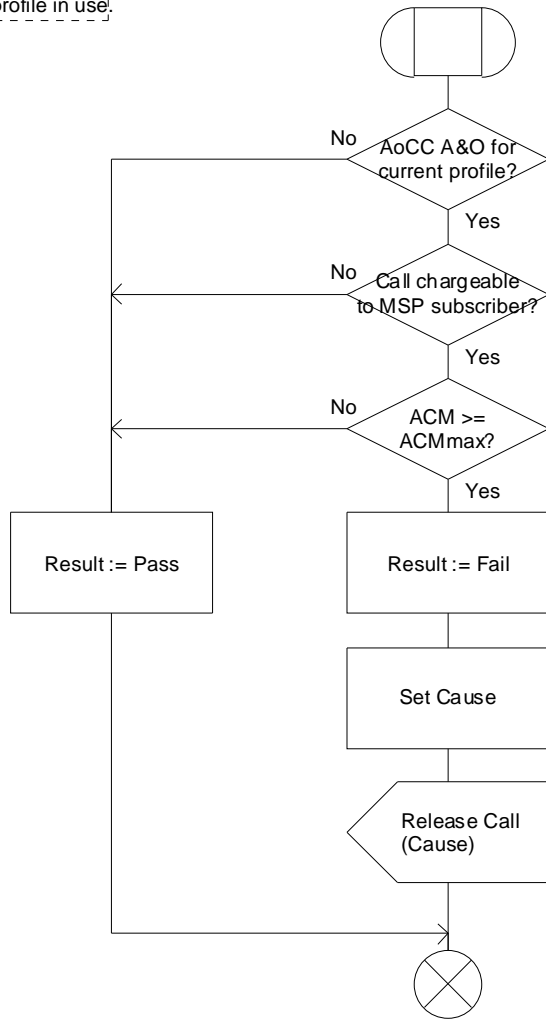 profile in use.
No
AoCC A&O for
current profile?
Yes
No
Call chargeable
to MSP subscriber?
Yes
No
ACM >=
ACMmax?
Yes
Result := Pass
Result := Fail
Set Cause
Release Call
(Cause)